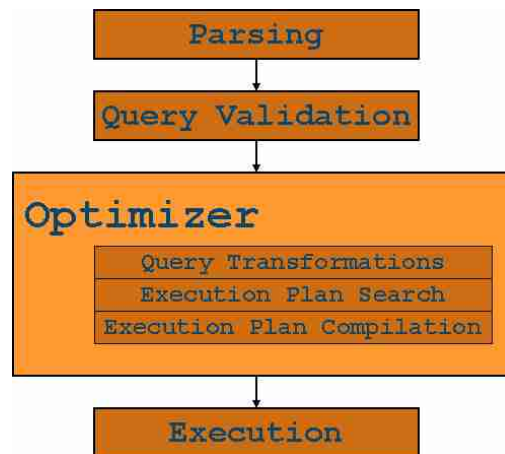 Parsing
Query Validation
Optimizer
Query Transformations
Execution Plan Search
Execution Plan Compilation
Execution